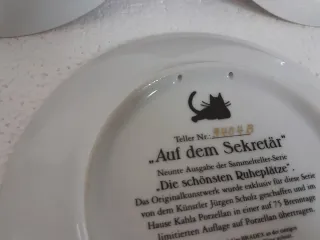 Teller Nr.
„Auf dem Sekretär"
Neunte Ausgabe der Sammelteller-Serie
„Die schönsten Ruheplätze".
Das Originalkunstwerk wurde exklusiv für diese Serie
von dem Künstler Jürgen Scholz geschaffen und im
Hause Kahla Porzellan in einer auf 75 Brenntage
limitierten Auflage auf Porzellan übertragen.